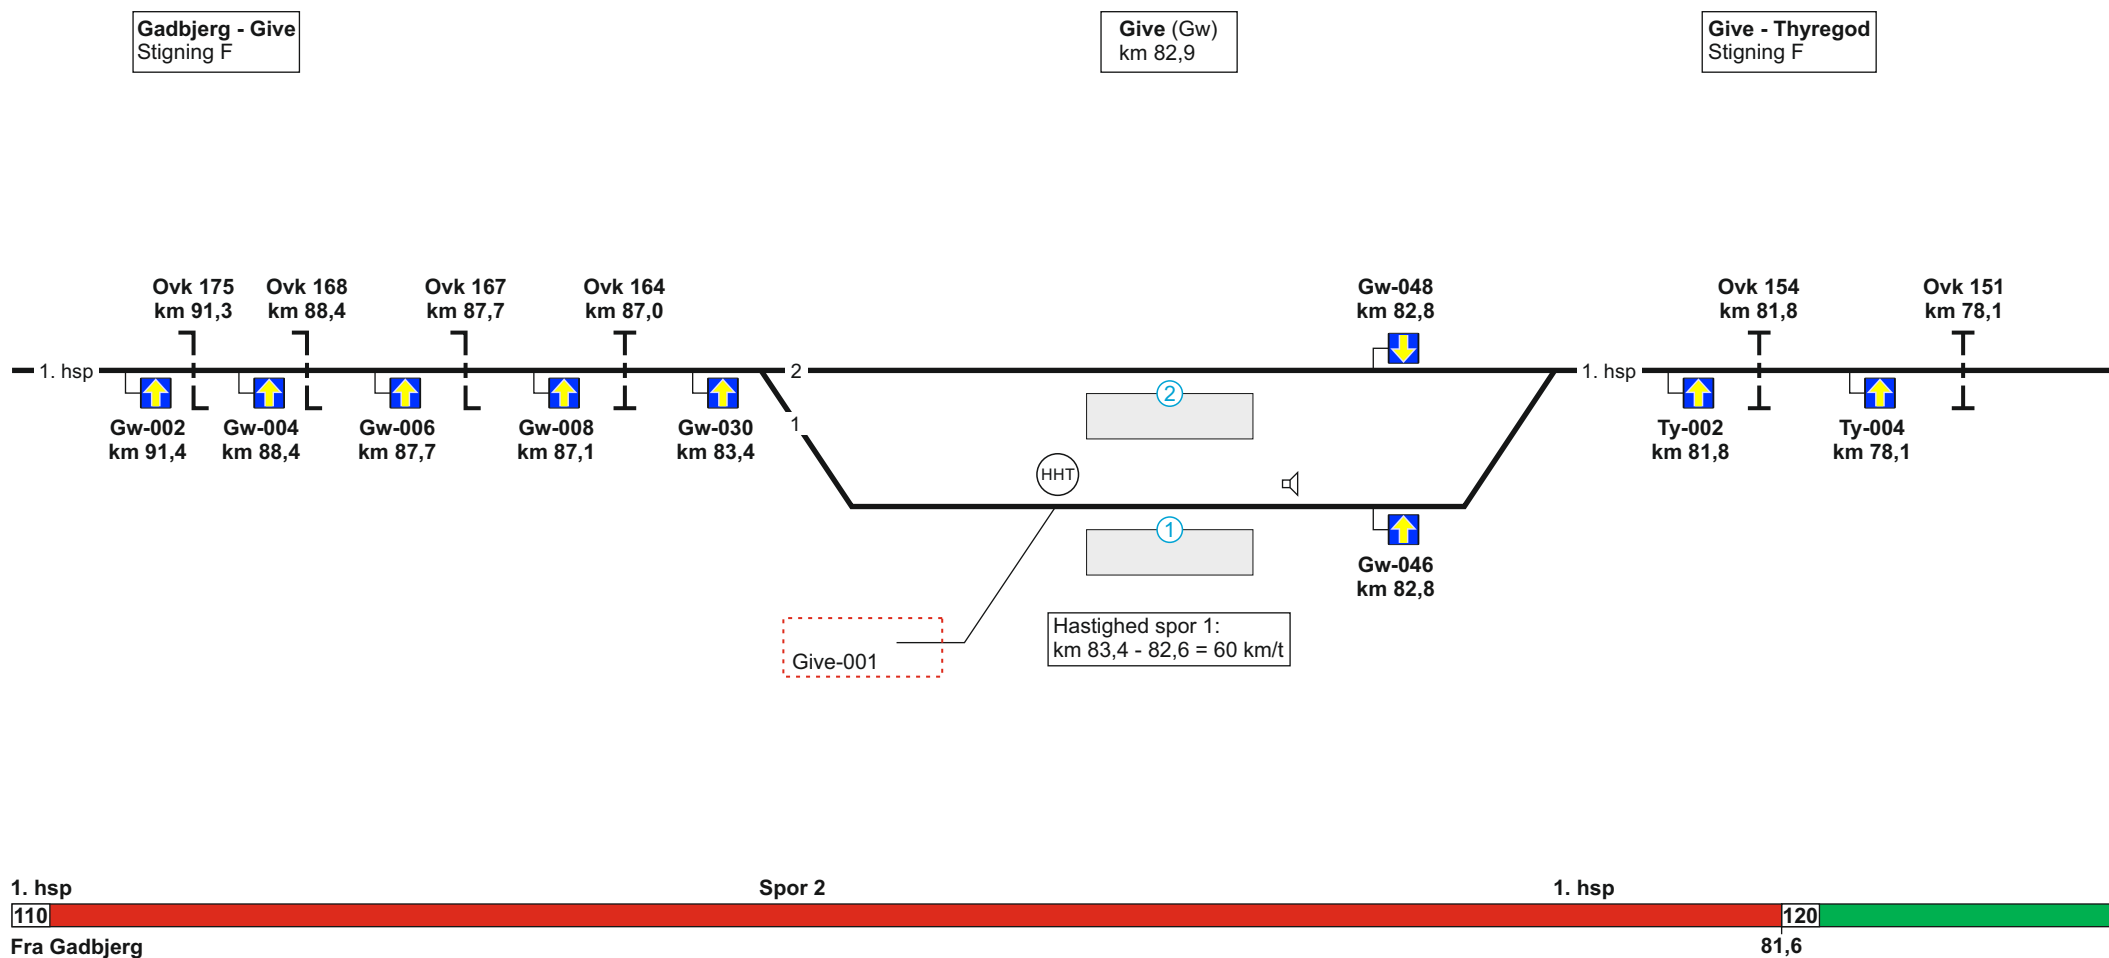 Gadbjerg - Give
Stigning F
Give (Gw)
km 82,9
Give - Thyregod
Stigning F
Ovk 175
km 91,3
Ovk 168
km 88,4
Ovk 167
km 87,7
Ovk 164
km 87,0
Gw-048
km 82,8
Ovk 154
km 81,8
Ovk 151
km 78,1
1. hsp
2
1. hsp
2
1
Gw-002
km 91,4
Gw-004
km 88,4
Gw-006
km 87,7
Gw-008
km 87,1
Gw-030
km 83,4
Ty-002
km 81,8
Ty-004
km 78,1
HHT
1
Gw-046
km 82,8
Give-001
Hastighed spor 1:
km 83,4 - 82,6 = 60 km/t
1. hsp
Spor 2
1. hsp
110
120
Fra Gadbjerg
81,6